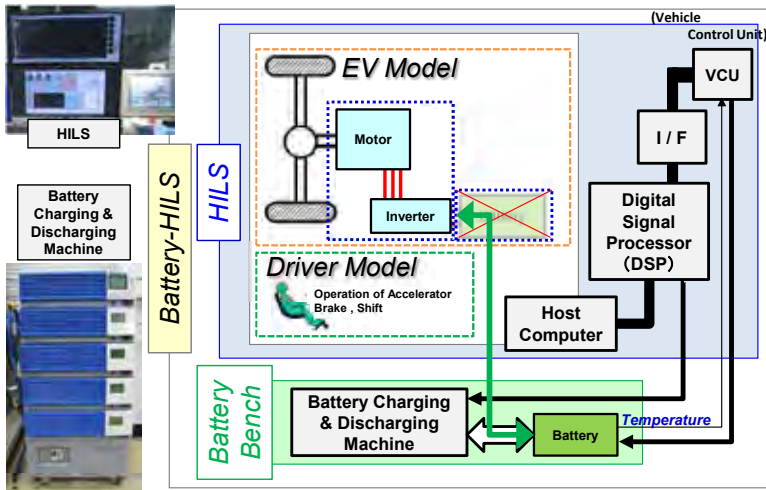 HILS
Battery
Charging &
Discharging
Machine
Battery-HILS
HILS
EV Model
Motor
Inverter
Driver Model
Operation of Accelerator
Brake , Shift
(Vehicle
Control Unit)
VCU
I / F
Digital
Signal
Processor
(DSP)
Host
Computer
Battery
Bench
Battery Charging
& Discharging
Machine
Battery
Temperature